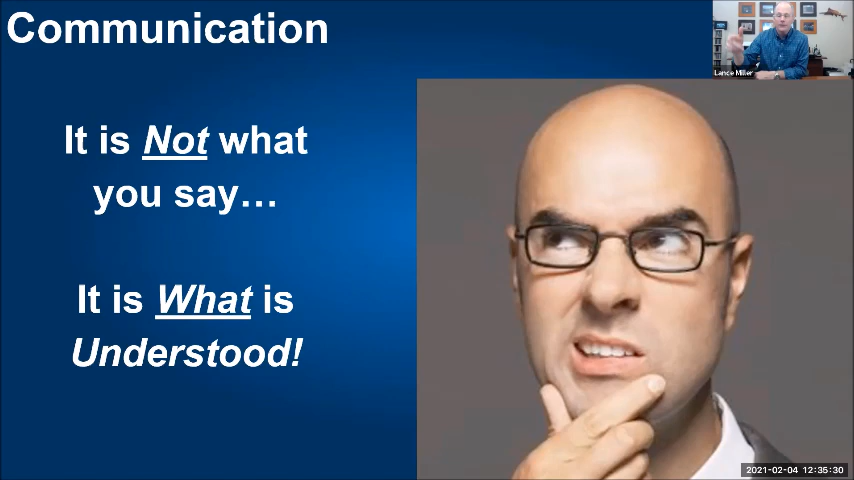 Communication
Lance Miller
It is Not what
you say…
It is What is
Understood!
2021-02-04 12:35:30